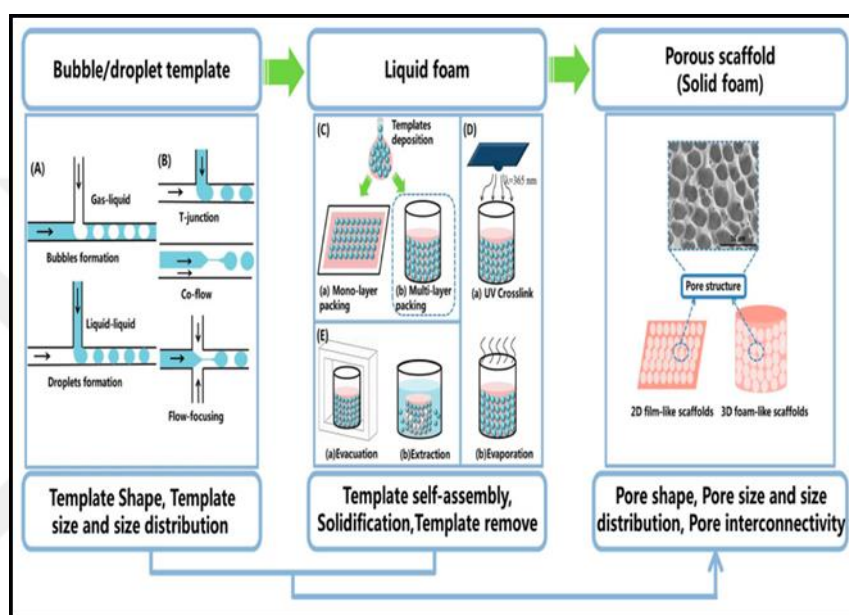 Bubble/droplet template
Liquid foam
Porous scaffold
(Solid foam)
(A)
Gas-liquid
Bubbles formation
Liquid-liquid
Droplets formation
(B)
T-junction
Co-flow
Flow-focusing
(C)
Templates
deposition
(a) Mono-layer
packing
(b) Multi-layer
packing
(D)
λ=365 nm
(a) UV Crosslink
(E)
(a)Evacuation
(b)Extraction
(b)Evaporation
Pore structure
2D film-like scaffolds
3D foam-like scaffolds
Template Shape, Template
size and size distribution
Template self-assembly,
Solidification,Template remove
Pore shape, Pore size and size
distribution, Pore interconnectivity